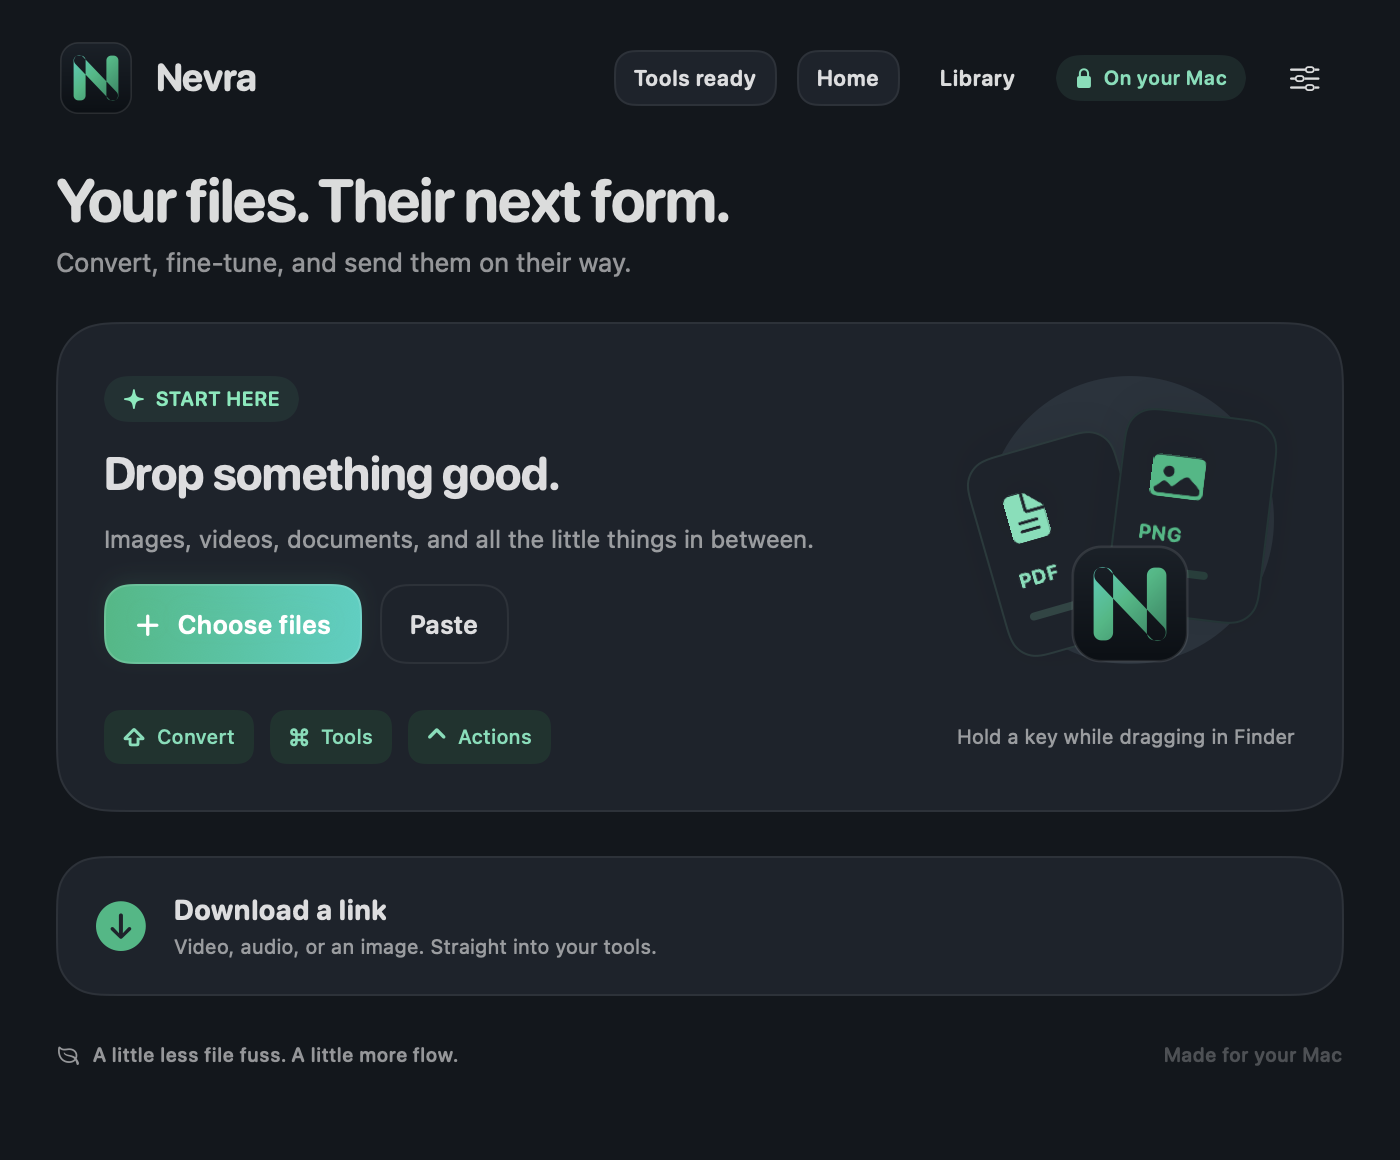 Nevra
Tools ready
Home
Library
On your Mac
Your files. Their next form.
Convert, fine-tune, and send them on their way.
START HERE
Drop something good.
Images, videos, documents, and all the little things in between.
Choose files
Paste
PDF
PNG
Convert
Tools
Actions
Hold a key while dragging in Finder
Download a link
Video, audio, or an image. Straight into your tools.
A little less file fuss. A little more flow.
Made for your Mac